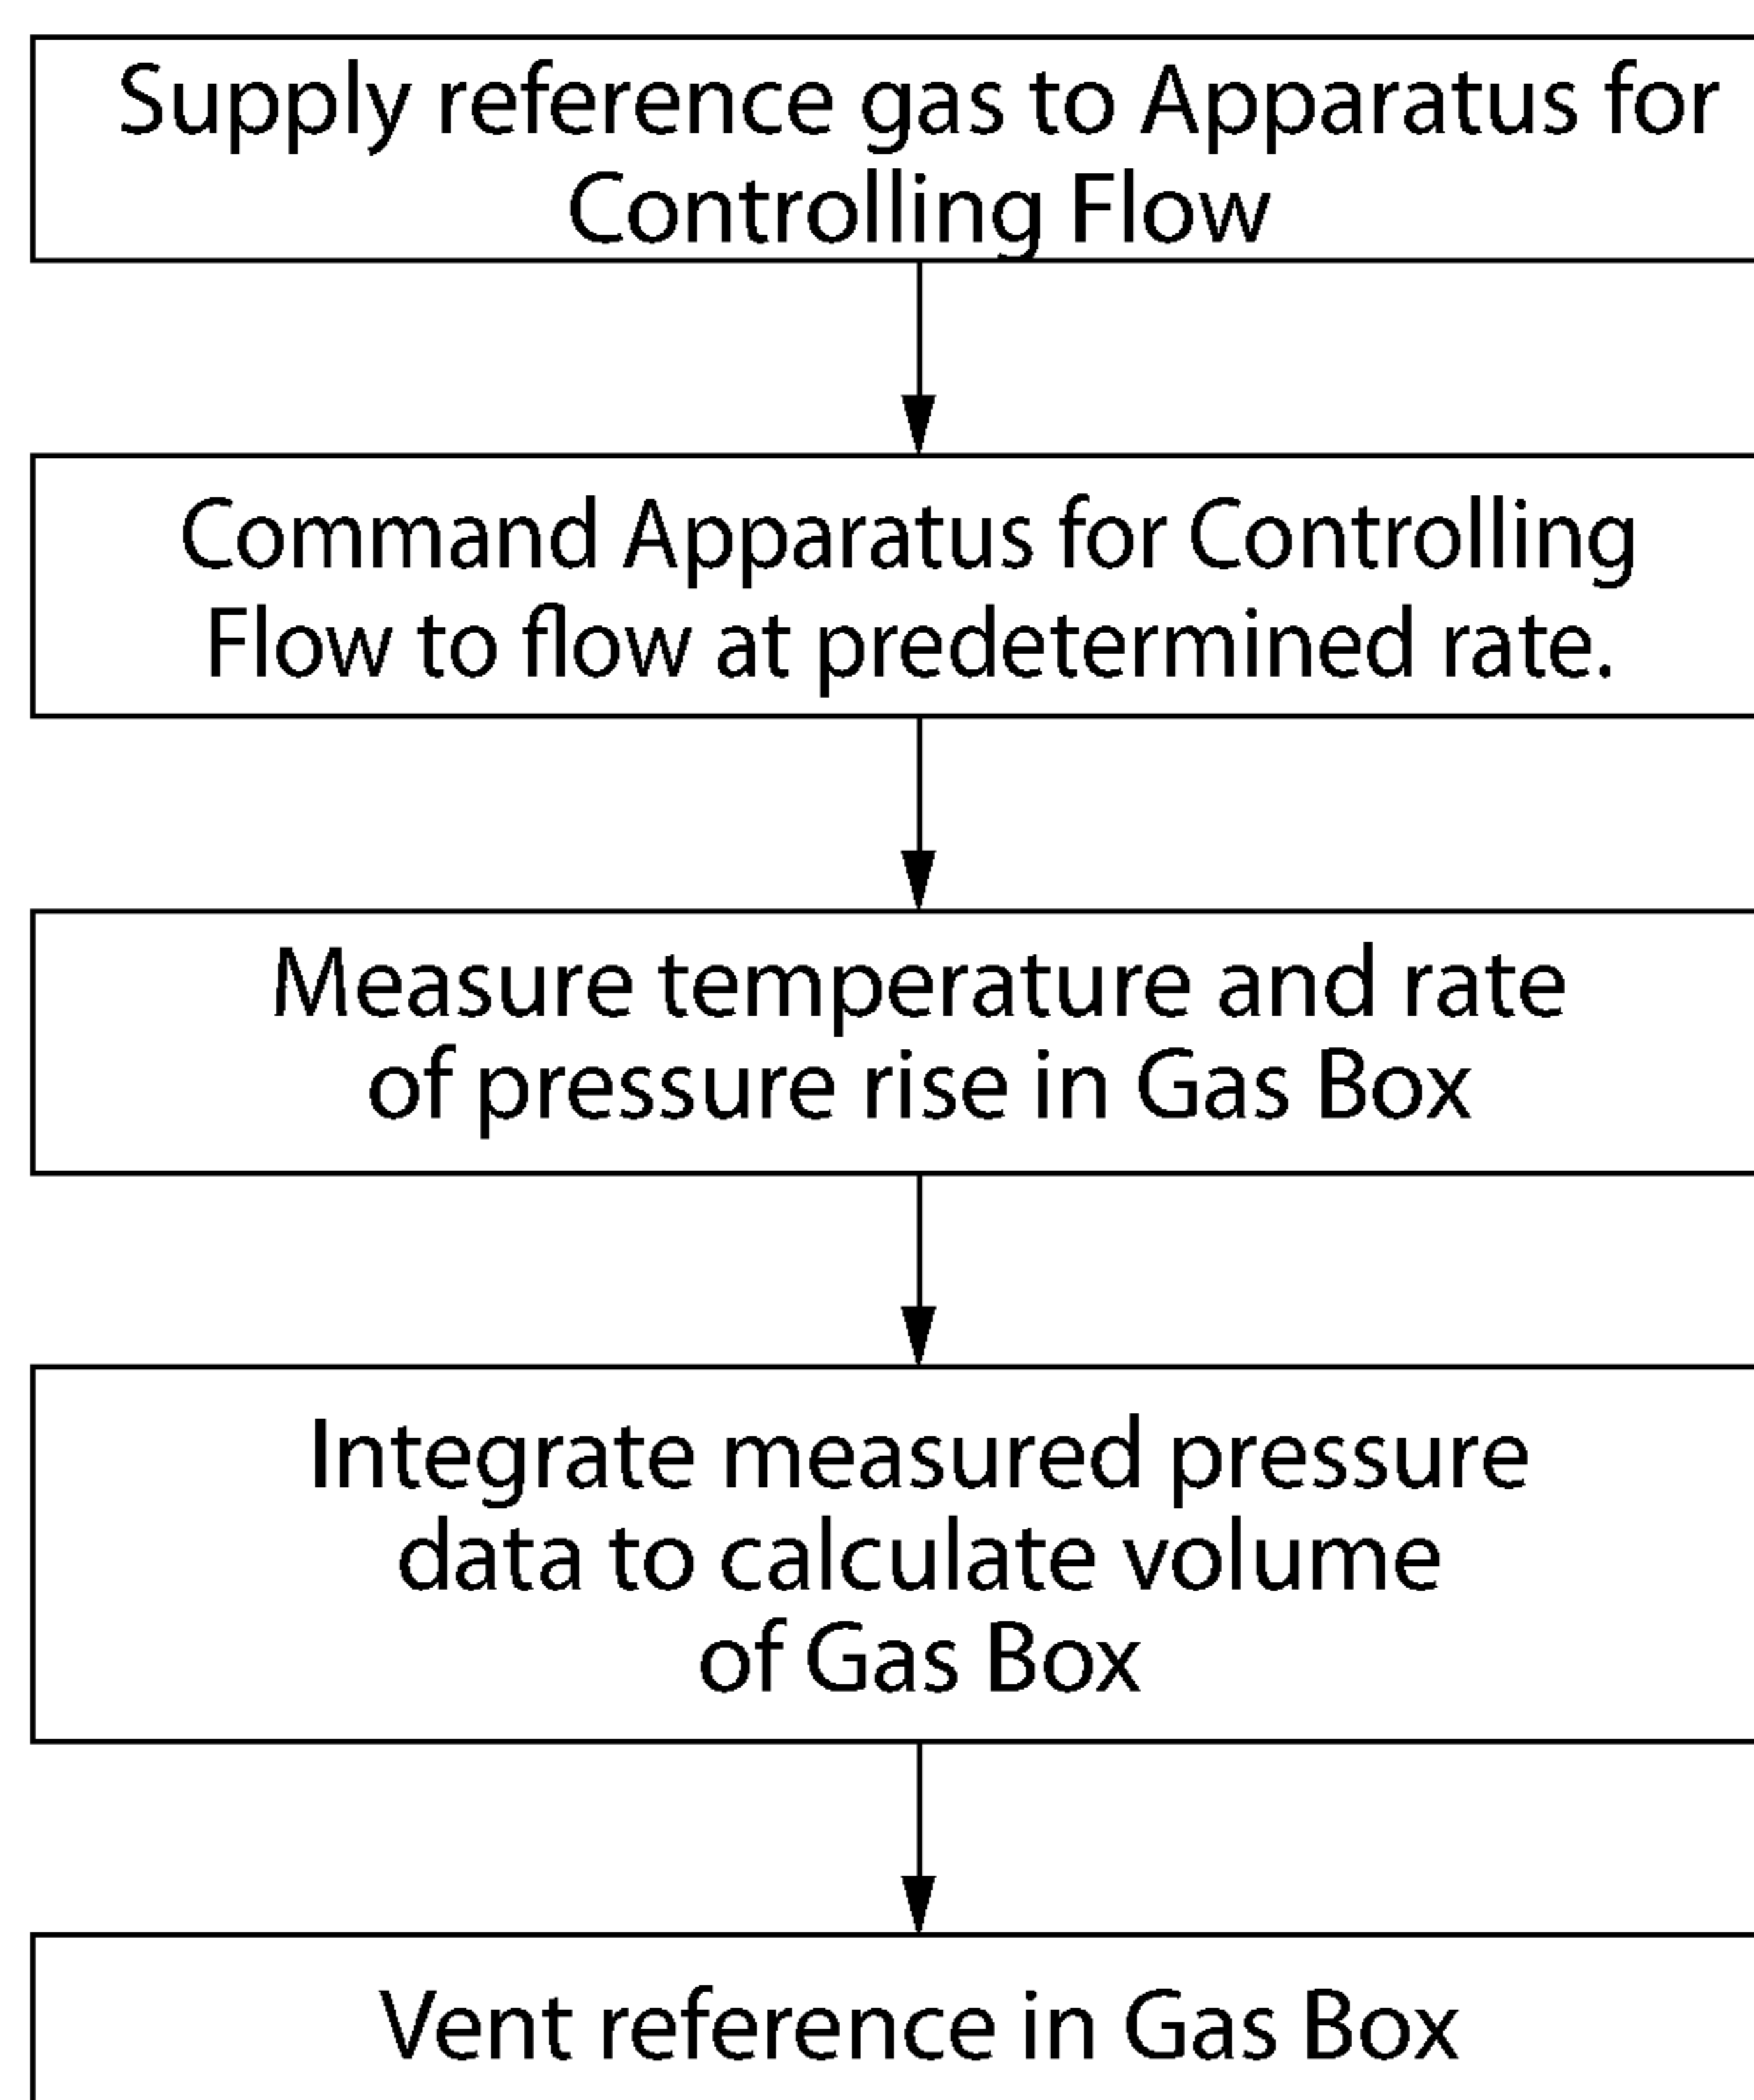 Supply reference gas to Apparatus for
Controlling Flow
Command Apparatus for Controlling
Flow to flow at predetermined rate.
Measure temperature and rate
of pressure rise in Gas Box
Integrate measured pressure
data to calculate volume
of Gas Box
Vent reference in Gas Box